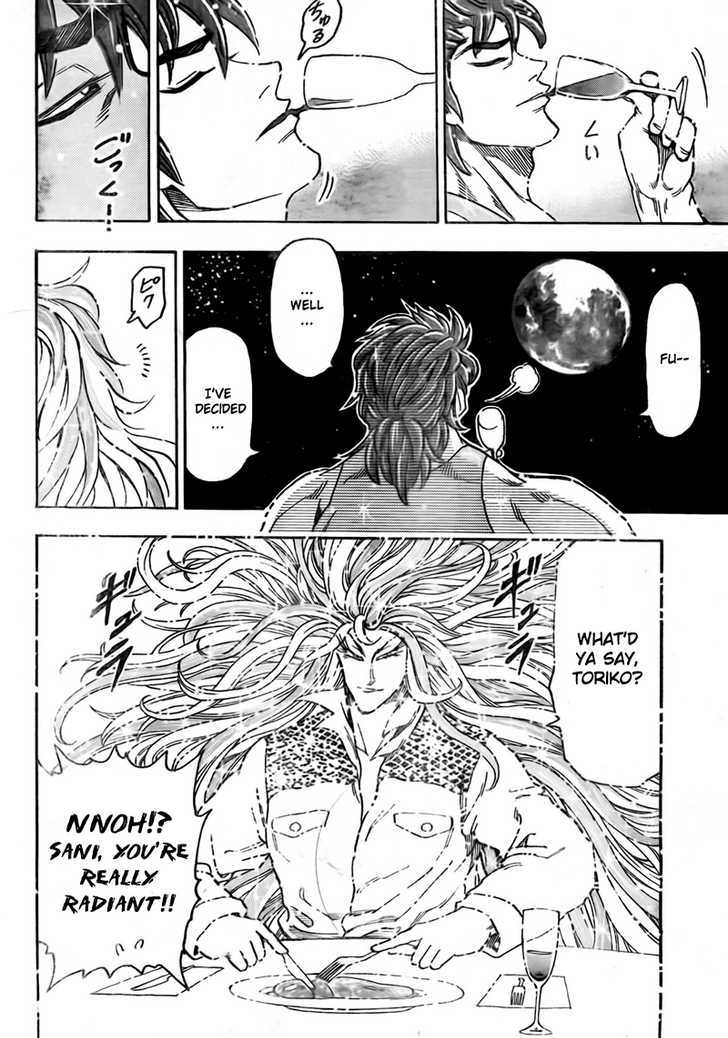 くい
ちゅる
ごっくー…
FU--
...
WELL
...
I'VE
DECIDED
...
ピク
WHAT'D
YA SAY,
TORIKO?
ギュラ
ギュラ
NNOH!?
SANI, YOU'RE
REALLY
RADIANT!!